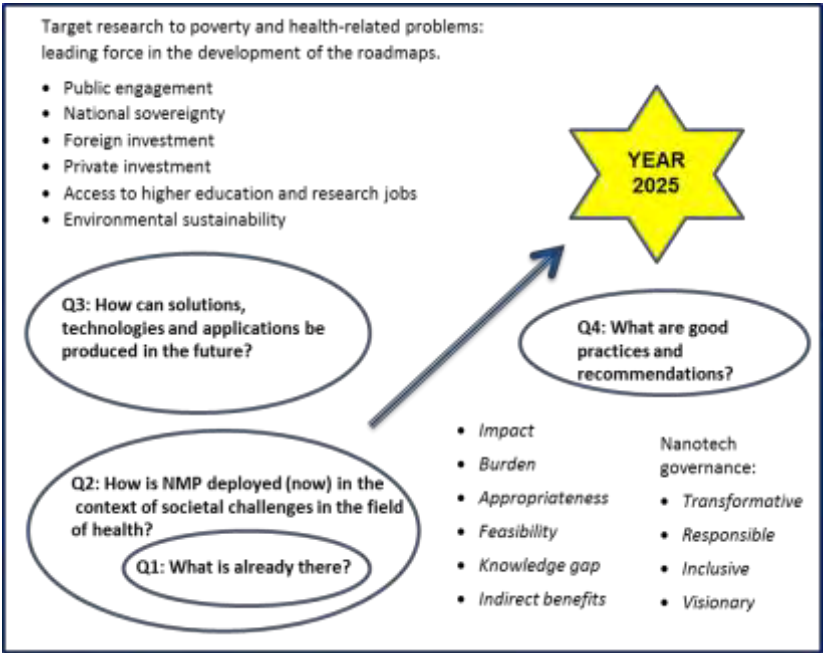 Target research to poverty and health-related problems:
leading force in the development of the roadmaps.
• Public engagement
• National sovereignty
• Foreign investment
• Private investment
• Access to higher education and research jobs
• Environmental sustainability
YEAR
2025
Q3: How can solutions,
technologies and applications be
produced in the future?
Q4: What are good
practices and
recommendations?
Q2: How is NMP deployed (now) in the
context of societal challenges in the field
of health?
Q1: What is already there?
• Impact
• Burden
• Appropriateness
• Feasibility
• Knowledge gap
• Indirect benefits
Nanotech
governance:
• Transformative
• Responsible
• Inclusive
• Visionary